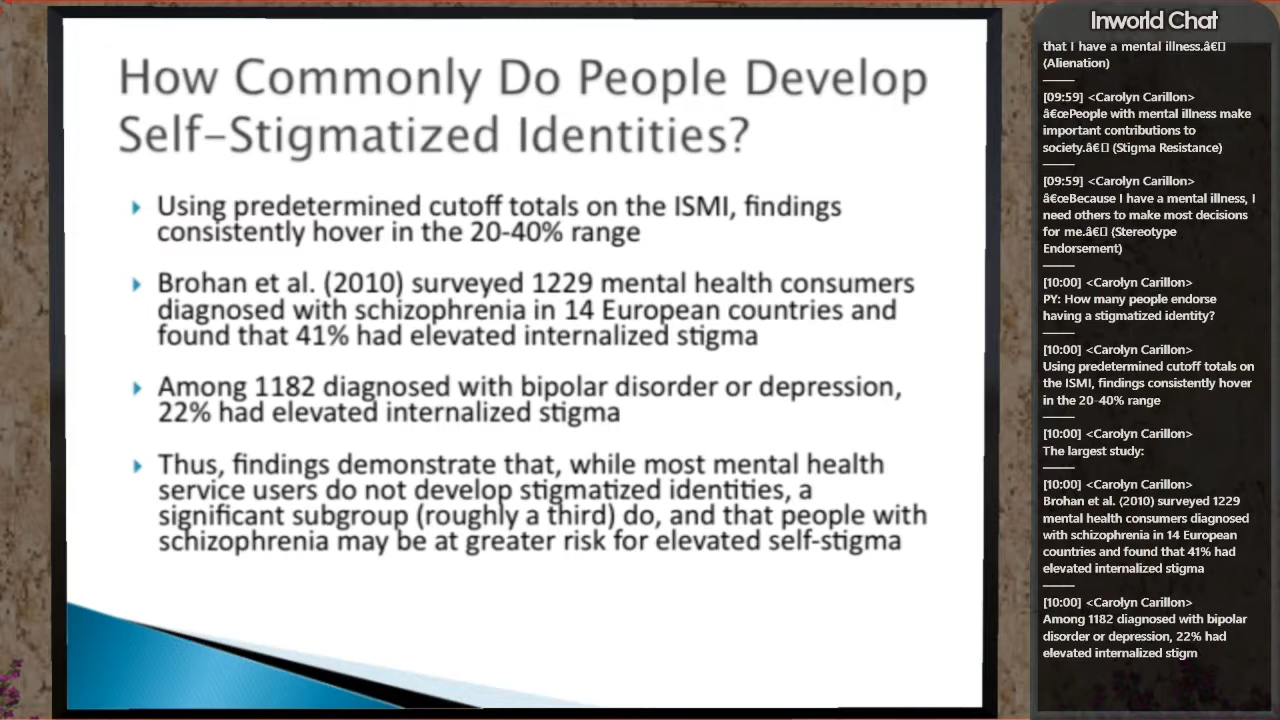 How Commonly Do People Develop
Self-Stigmatized Identities?
Using predetermined cutoff totals on the ISMI, findings
consistently hover in the 20-40% range
Brohan et al. (2010) surveyed 1229 mental health consumers
diagnosed with schizophrenia in 14 European countries and
found that 41% had elevated internalized stigma
Among 1182 diagnosed with bipolar disorder or depression,
22% had elevated internalized stigma
Thus, findings demonstrate that, while most mental health
service users do not develop stigmatized identities, a
significant subgroup (roughly a third) do, and that people with
schizophrenia may be at greater risk for elevated self-stigma
Inworld Chat
that I have a mental illness.â€▯
(Alienation)
[09:59] <Carolyn Carillon>
â€œPeople with mental illness make
important contributions to
society.â€▯ (Stigma Resistance)
[09:59] <Carolyn Carillon>
â€œBecause I have a mental illness, I
need others to make most decisions
for me.â€▯ (Stereotype
Endorsement)
[10:00] <Carolyn Carillon>
PY: How many people endorse
having a stigmatized identity?
[10:00] <Carolyn Carillon>
Using predetermined cutoff totals on
the ISMI, findings consistently hover
in the 20-40% range
[10:00] <Carolyn Carillon>
The largest study:
[10:00] <Carolyn Carillon>
Brohan et al. (2010) surveyed 1229
mental health consumers diagnosed
with schizophrenia in 14 European
countries and found that 41% had
elevated internalized stigma
[10:00] <Carolyn Carillon>
Among 1182 diagnosed with bipolar
disorder or depression, 22% had
elevated internalized stigm